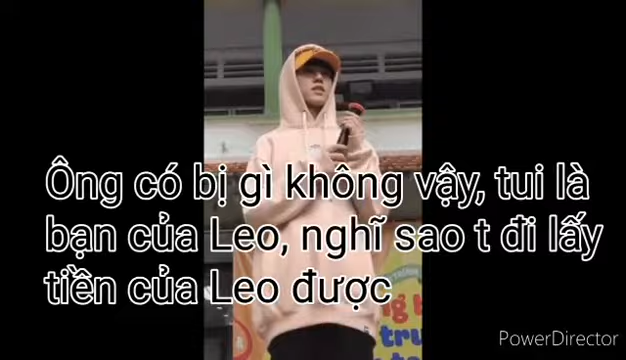 Ông có bị gì không vậy, tui là
bạn của Leo, nghĩ sao t đi lấy
tiền của Leo được
PowerDirector